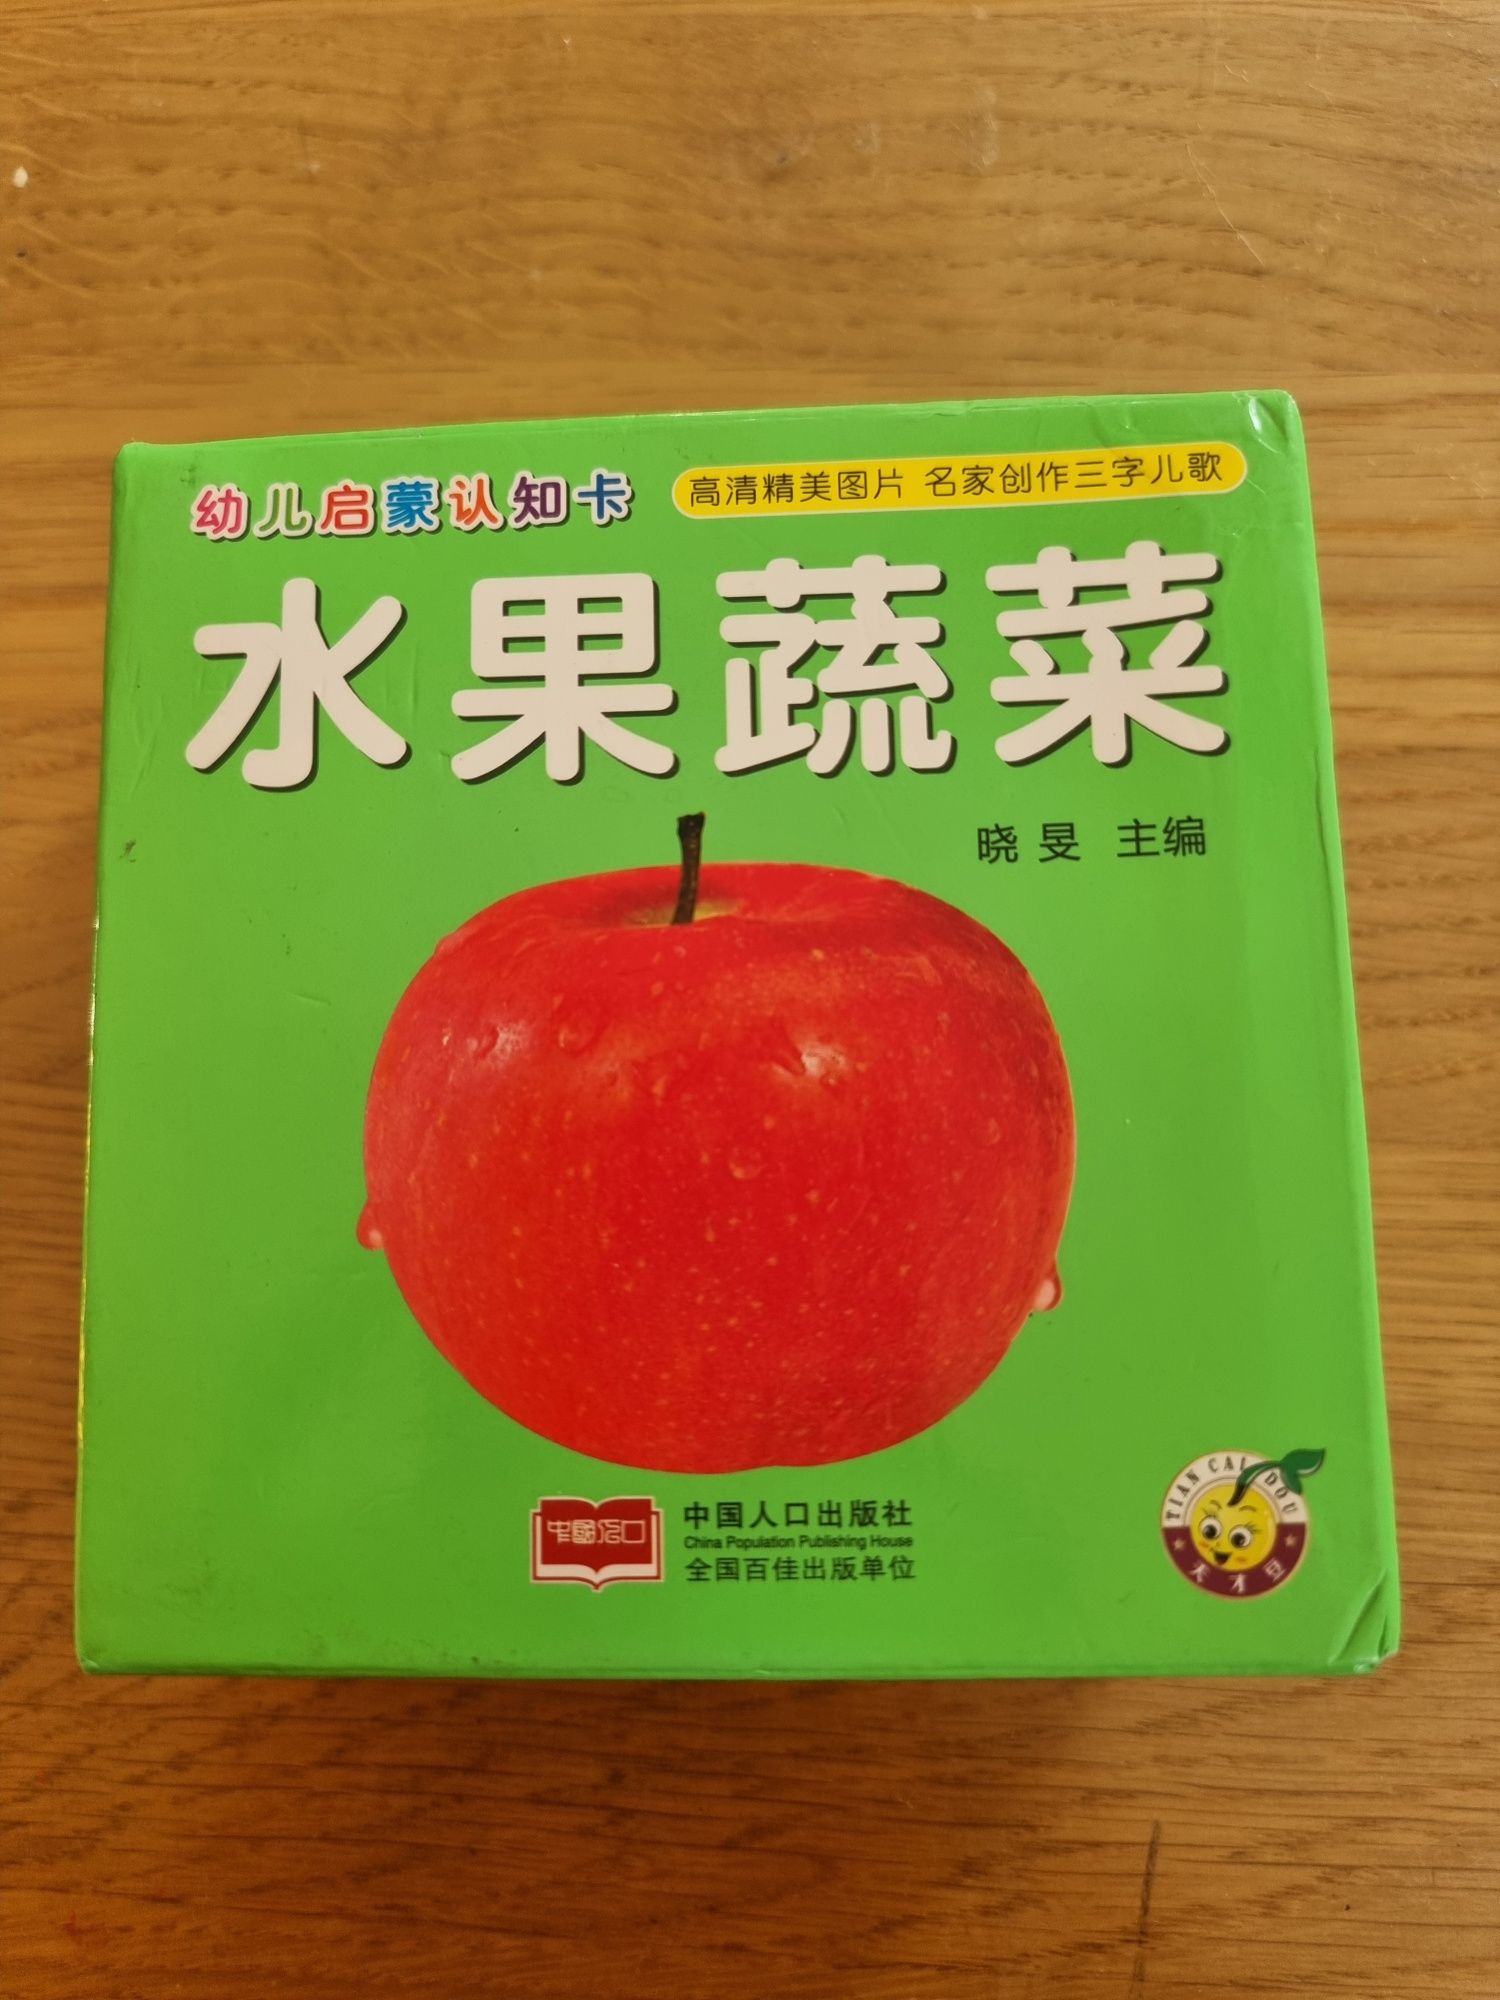 幼儿启蒙认知卡
高清精美图片 名家创作三字儿歌
水果蔬菜
晓旻 主编
中国人口
中国人口出版社
China Population Publishing House
全国百佳出版单位
TIAN CAI DOU
天才豆